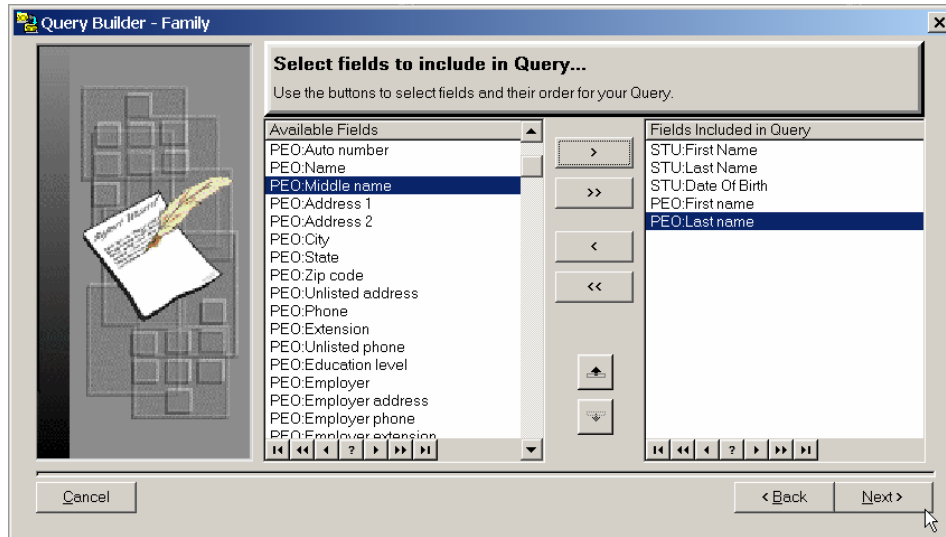 Query Builder - Family
Select fields to include in Query...
Use the buttons to select fields and their order for your Query.
Available Fields
PEO:Auto number
PEO:Name
PEO:Middle name
PEO:Address 1
PEO:Address 2
PEO:City
PEO:State
PEO:Zip code
PEO:Unlisted address
PEO:Phone
PEO:Extension
PEO:Unlisted phone
PEO:Education level
PEO:Employer
PEO:Employer address
PEO:Employer phone
PEO:Employer extension
>
>>
<
<<
Fields Included in Query
STU:First Name
STU:Last Name
STU:Date Of Birth
PEO:First name
PEO:Last name
?
?
Cancel
< Back
Next >